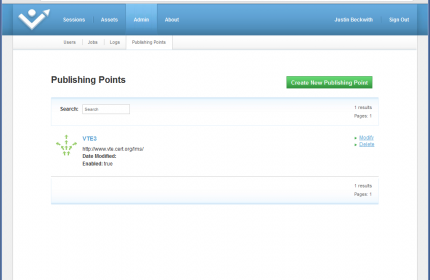 Sessions Assets Admin About Justin Beckwith Sign Out
Users Jobs Logs Publishing Points
Publishing Points
Create New Publishing Point
Search: Search
1 results
Pages: 1
VTE3
Modify
http://www.vte.cert.org/rms/
Delete
Date Modified:
Enabled: true
1 results
Pages: 1